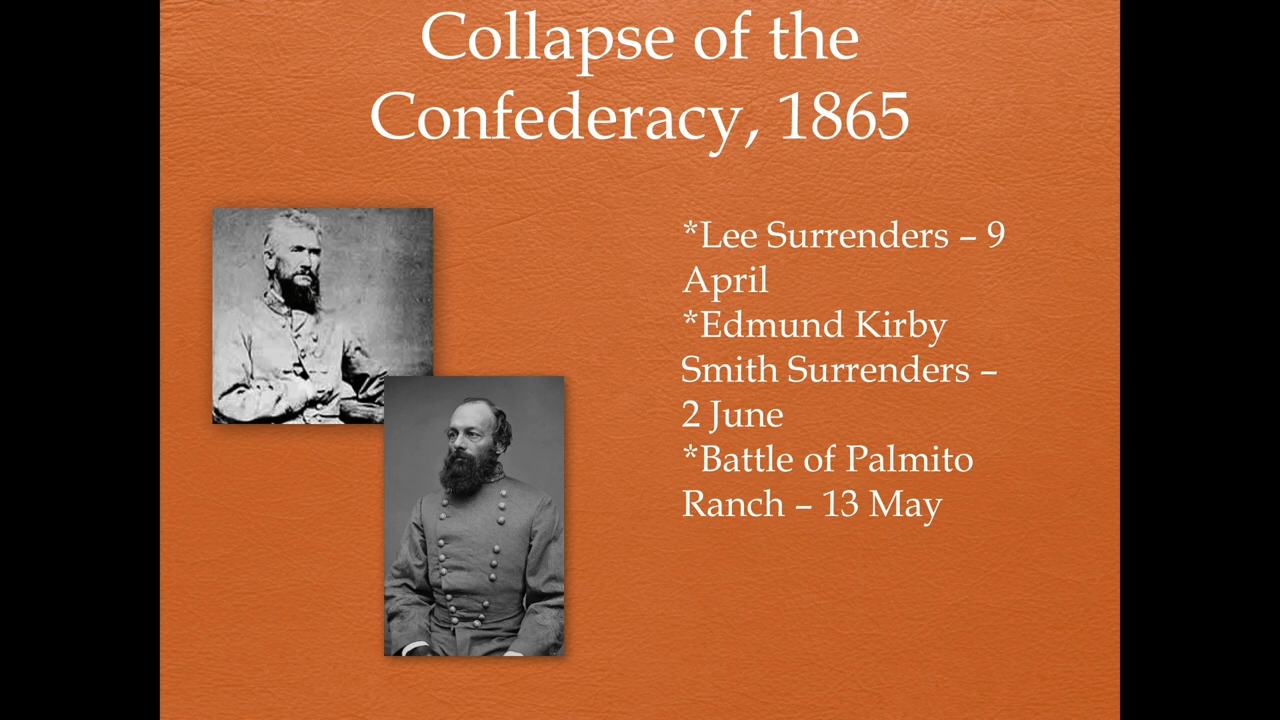 Collapse of the
Confederacy, 1865
*Lee Surrenders – 9
April
*Edmund Kirby
Smith Surrenders –
2 June
*Battle of Palmito
Ranch – 13 May